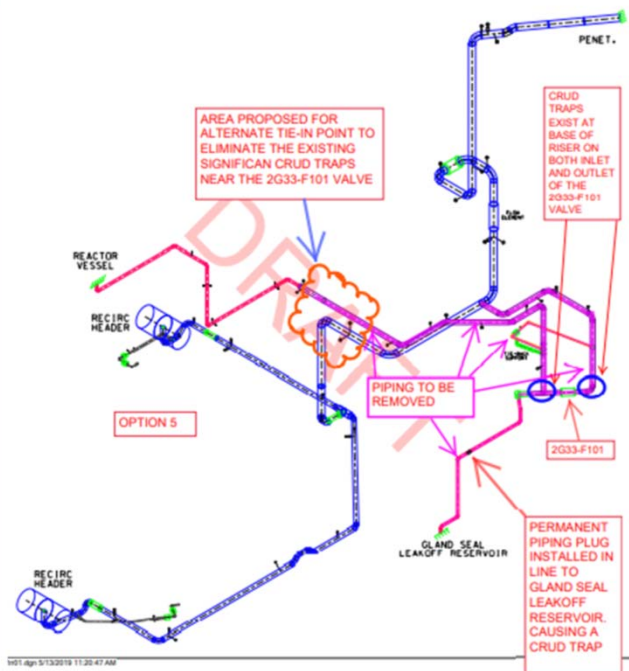 PENET.
AREA PROPOSED FOR
ALTERNATE TIE-IN POINT TO
ELIMINATE THE EXISTING
SIGNIFICAN CRUD TRAPS
NEAR THE 2G33-F101 VALVE
CRUD
TRAPS
EXIST AT
BASE OF
RISER ON
BOTH INLET
AND OUTLET
OF THE
2G33-F101
VALVE
REACTOR
VESSEL
RECIRC
HEADER
DRAFT
PIPING TO BE
REMOVED
OPTION 5
2G33-F101
GLAND SEAL
LEAKOFF RESERVOIR
PERMANENT
PIPING PLUG
INSTALLED IN
LINE TO
GLAND SEAL
LEAKOFF
RESERVOIR.
CAUSING A
CRUD TRAP
RECIRC
HEADER
5/13/2019 11:20:47 AM